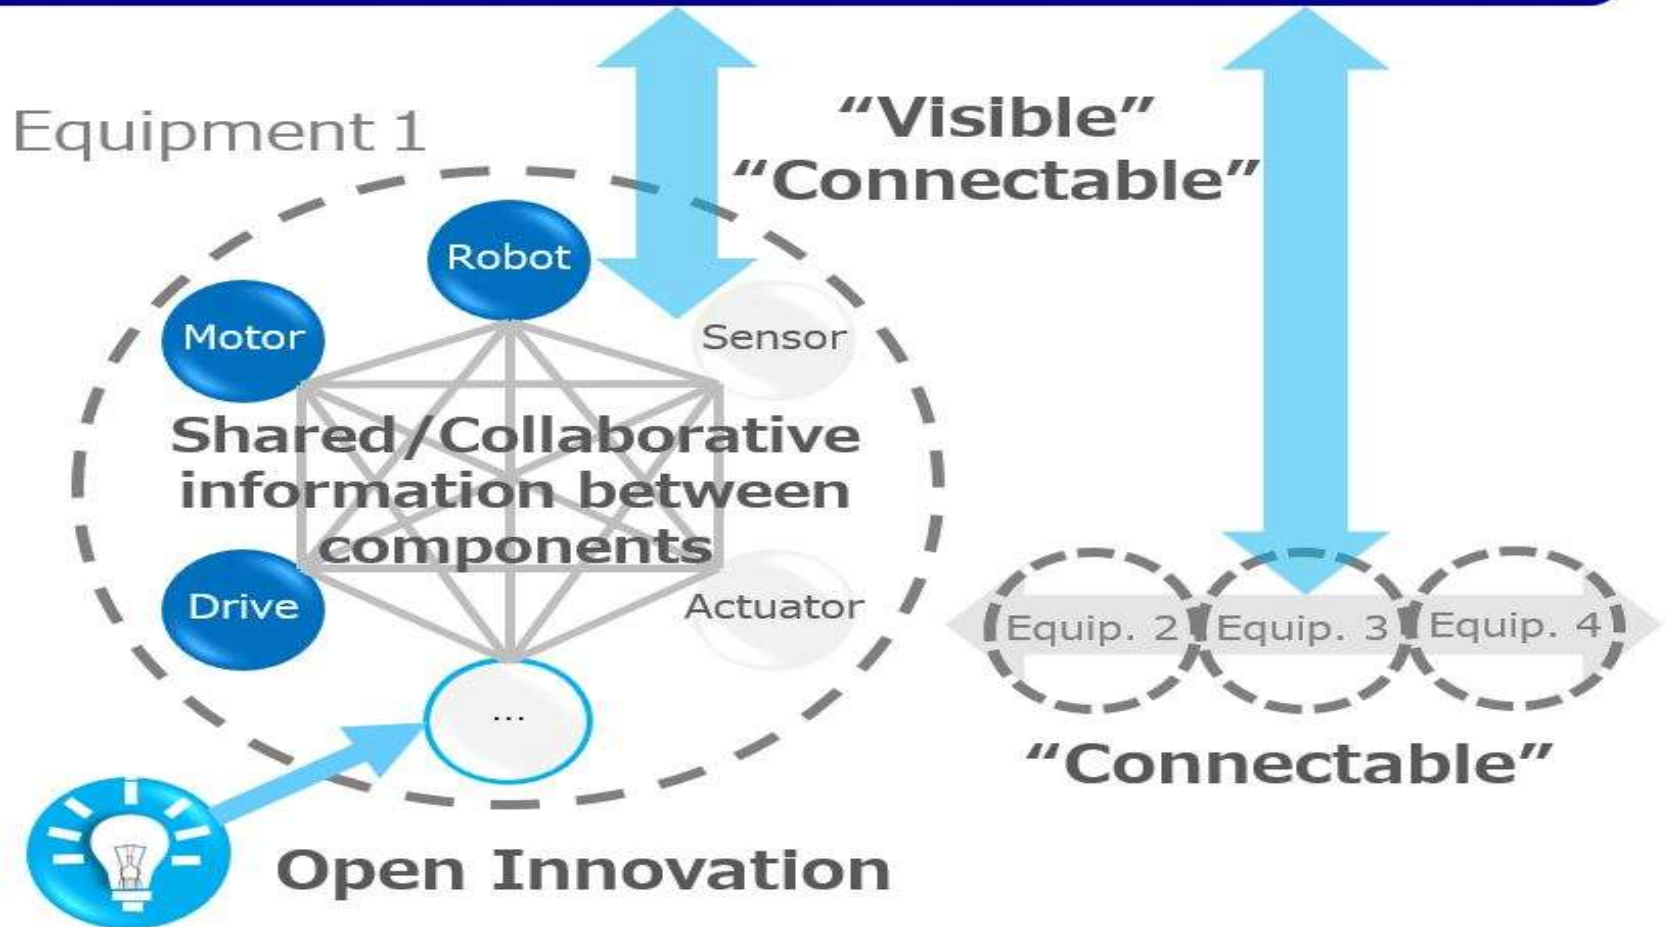 Equipment 1
“Visible”
“Connectable”
Robot
Motor
Sensor
Shared/Collaborative
information between
components
Drive
Actuator
...
Equip. 2
Equip. 3
Equip. 4
“Connectable”
Open Innovation